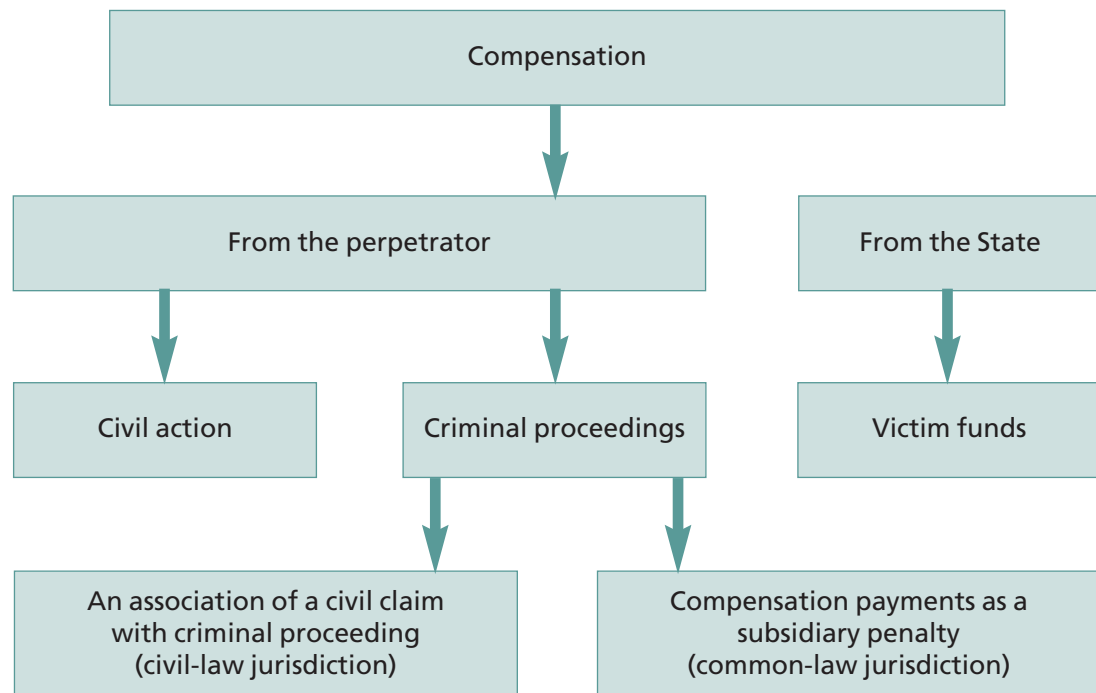 Compensation
From the perpetrator
From the State
Civil action
Criminal proceedings
Victim funds
An association of a civil claim
with criminal proceeding
(civil-law jurisdiction)
Compensation payments as a
subsidiary penalty
(common-law jurisdiction)